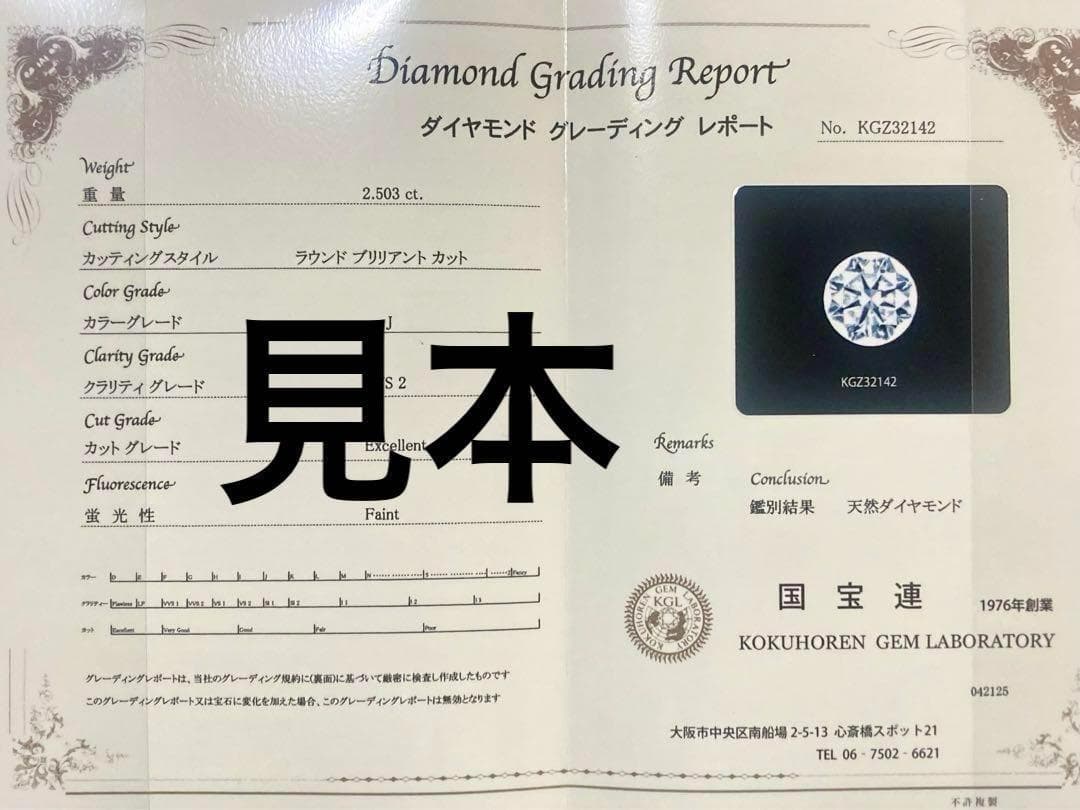 Diamond Grading Report
ダイヤモンド グレーディング レポート
No. KGZ32142
Weight
重 量 2.503 ct.
Cutting Style
カッティングスタイル ラウンド ブリリアント カット
Color Grade
カラーグレード J
Clarity Grade
クラリティ グレード S 2
Cut Grade
カット グレード Excellent
Fluorescence
蛍 光 性 Faint
見本
カラー D E F G H I J K L M N S Z Fancy
クラリティー Flawless I.F VVS 1 VVS 2 VS 1 VS 2 SI 1 SI 2 I 1 I 2 I 3
カット Excellent Very Good Good Fair Poor
グレーディングレポートは、当社のグレーディング規約に(裏面)に基づいて厳密に検査し作成したものです
このグレーディングレポート又は宝石に変化を加えた場合、このグレーディングレポートは無効となります
KGZ32142
Remarks
備 考
Conclusion
鑑別結果 天然ダイヤモンド
KOKUHOREN GEM LABORATORY
KGL
国 宝 連 1976年創業
KOKUHOREN GEM LABORATORY
042125
大阪市中央区南船場 2-5-13 心斎橋スポット21
TEL 06 - 7502 - 6621
不許複製